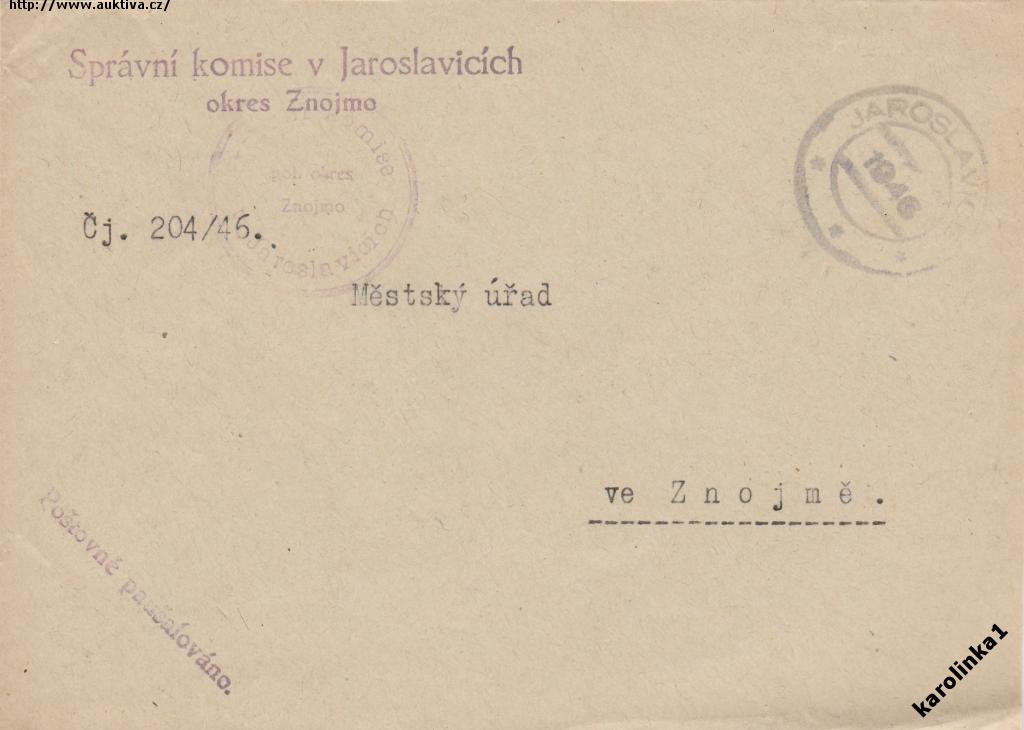 http://www.auktiva.cz/
Správní komise v Jaroslavicích
okres Znojmo
pol. okres
Znojmo
JAROSLAVICE
1946
Čj. 204/46.
Městský úřad
ve Znojmě.
Poštovné paušalováno.
karolinka1